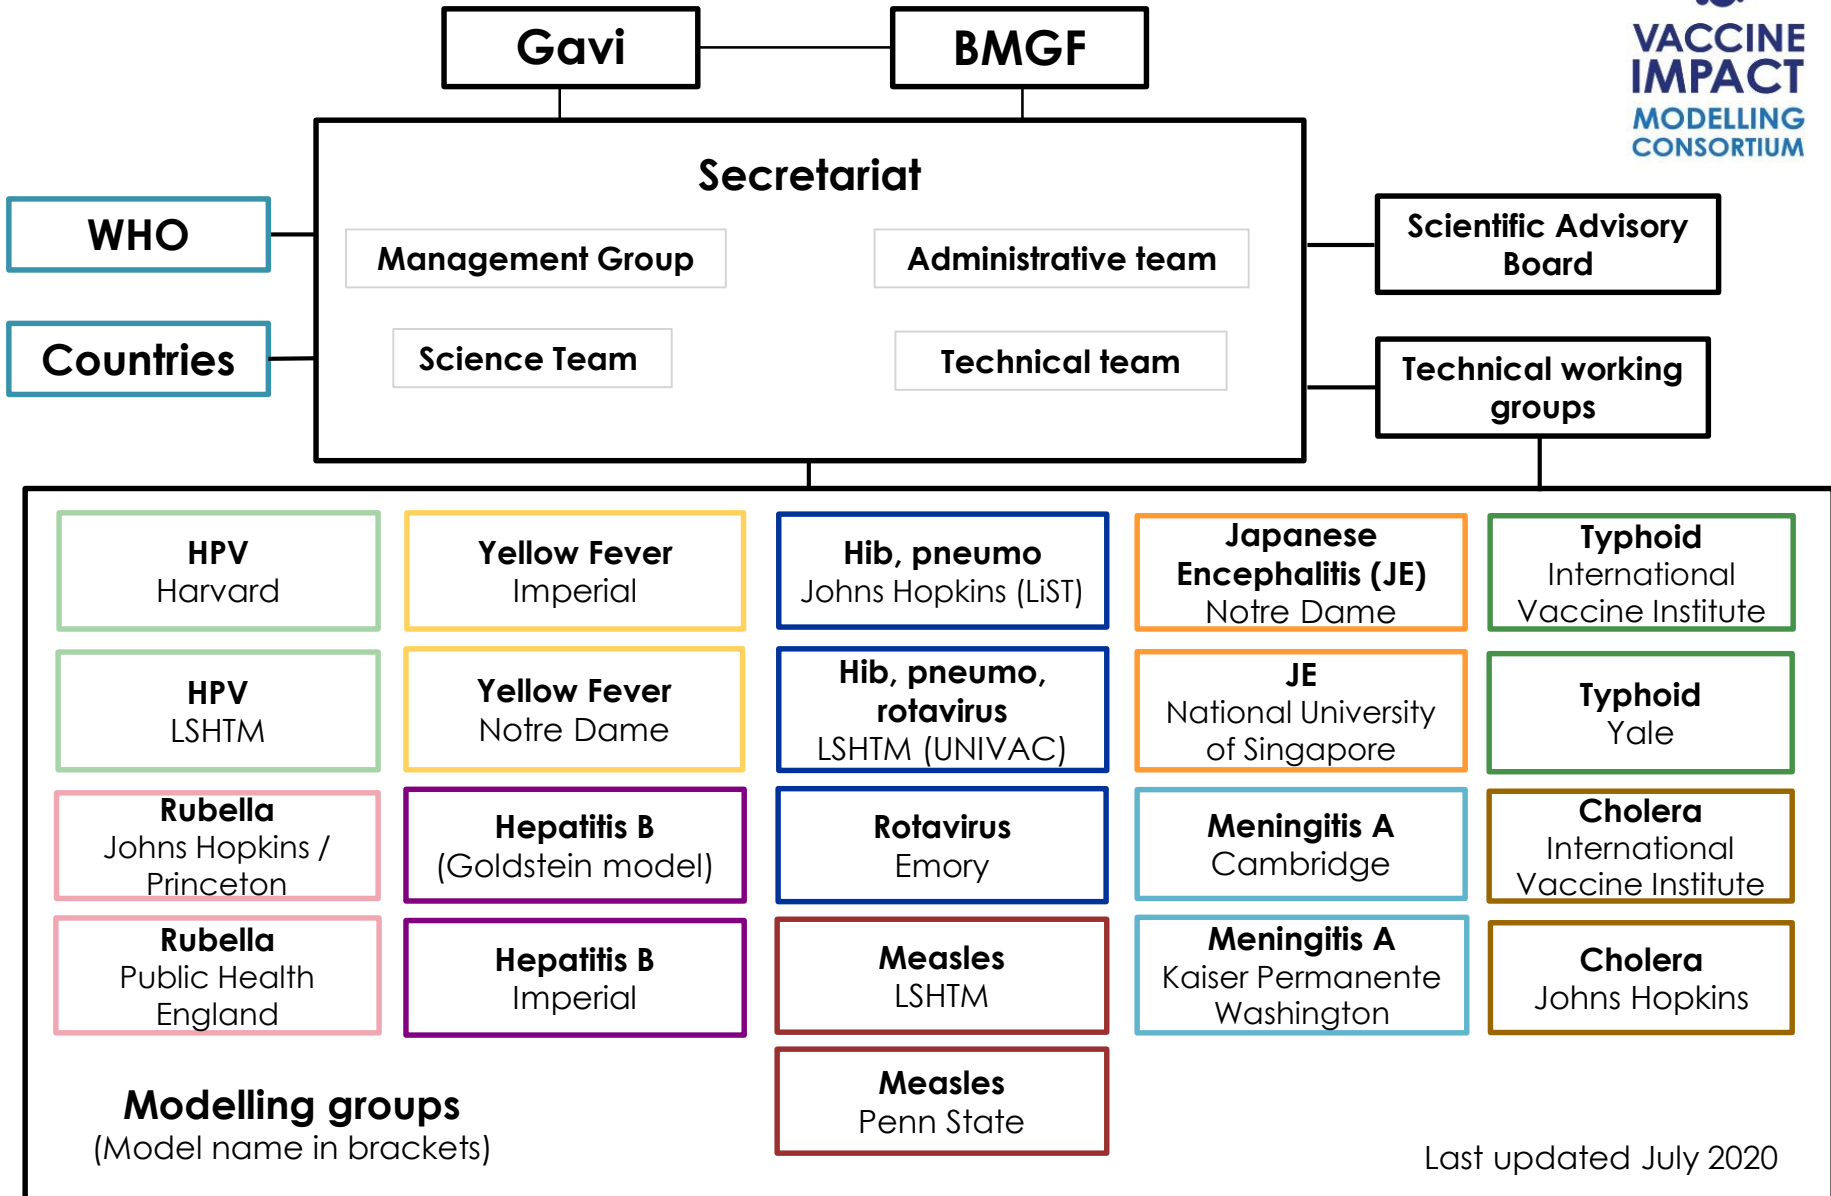 Gavi
BMGF
VACCINE
IMPACT
MODELLING
CONSORTIUM
Secretariat
WHO
Management Group
Administrative team
Scientific Advisory
Board
Countries
Science Team
Technical team
Technical working
groups
HPV
Harvard
Yellow Fever
Imperial
Hib, pneumo
Johns Hopkins (LiST)
Japanese
Encephalitis (JE)
Notre Dame
Typhoid
International
Vaccine Institute
HPV
LSHTM
Yellow Fever
Notre Dame
Hib, pneumo,
rotavirus
LSHTM (UNIVAC)
JE
National University
of Singapore
Typhoid
Yale
Rubella
Johns Hopkins /
Princeton
Hepatitis B
(Goldstein model)
Rotavirus
Emory
Meningitis A
Cambridge
Cholera
International
Vaccine Institute
Rubella
Public Health
England
Hepatitis B
Imperial
Measles
LSHTM
Meningitis A
Kaiser Permanente
Washington
Cholera
Johns Hopkins
Measles
Penn State
Modelling groups
(Model name in brackets)
Last updated July 2020